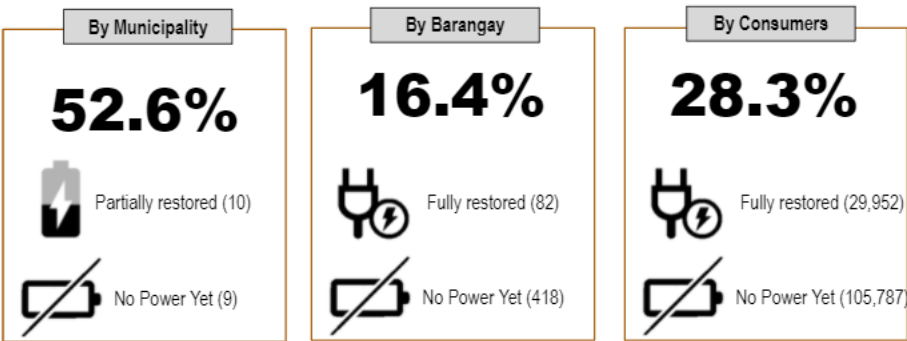 By Municipality
52.6%
Partially restored (10)
No Power Yet (9)
By Barangay
16.4%
Fully restored (82)
No Power Yet (418)
By Consumers
28.3%
Fully restored (29,952)
No Power Yet (105,787)